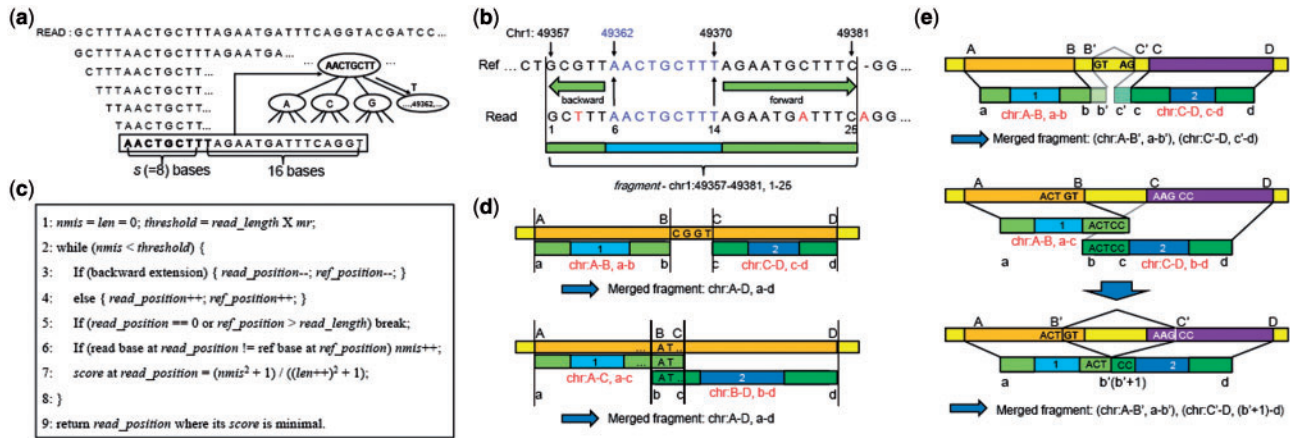 (a)
READ : GCTTTAACTGCTTTAGAATGATTTCAGGTACGATCC ...
GCTTTAACTGCTTTAGAATGA...
CTTTAACTGCTT...
TTTAACTGCTT...
TTAACTGCTT...
TAACTGCTT...
AACTGCTTTAGAATGATTTCAGGT
s (=8) bases
16 bases
... AACTGCTT ...
A C G T
...,49362,...
(b)
Chr1: 49357 49362 49370 49381
Ref ... CTGCGTTAACTGCTTTAGAATGCTTTC-GG...
backward forward
Read GCTTTAACTGCTTTAGAATGATTTCAGG...
1 6 14 25
fragment - chr1:49357-49381, 1-25
(c)
1: nmis = len = 0; threshold = read_length X mr;
2: while (nmis < threshold) {
3: If (backward extension) { read_position--; ref_position--; }
4: else { read_position++; ref_position++; }
5: If (read_position == 0 or ref_position > read_length) break;
6: If (read base at read_position != ref base at ref_position) nmis++;
7: score at read_position = (nmis² + 1) / ((len++)² + 1);
8: }
9: return read_position where its score is minimal.
(d)
A B C D
CGGT
1 2
chr:A-B, a-b chr:C-D, c-d
a b c d
Merged fragment: chr:A-D, a-d
A B C D
... AT ..
1 ... AT ..
chr:A-C, a-c
AT .. 2
chr:B-D, b-d
a b c d
Merged fragment: chr:A-D, a-d
(e)
A B B' C' C D
GT AG
1 2
a b b' c' c d
chr:A-B, a-b chr:C-D, c-d
Merged fragment: (chr:A-B', a-b'), (chr:C'-D, c'-d)
A B C D
ACT GT AAG CC
1 ACTCC
chr:A-B, a-c
ACTCC 2
a b c chr:C-D, b-d d
A B' C' D
ACT GT AAG CC
1 ACT CC 2
a b'(b'+1) d
Merged fragment: (chr:A-B', a-b'), (chr:C'-D, (b'+1)-d)